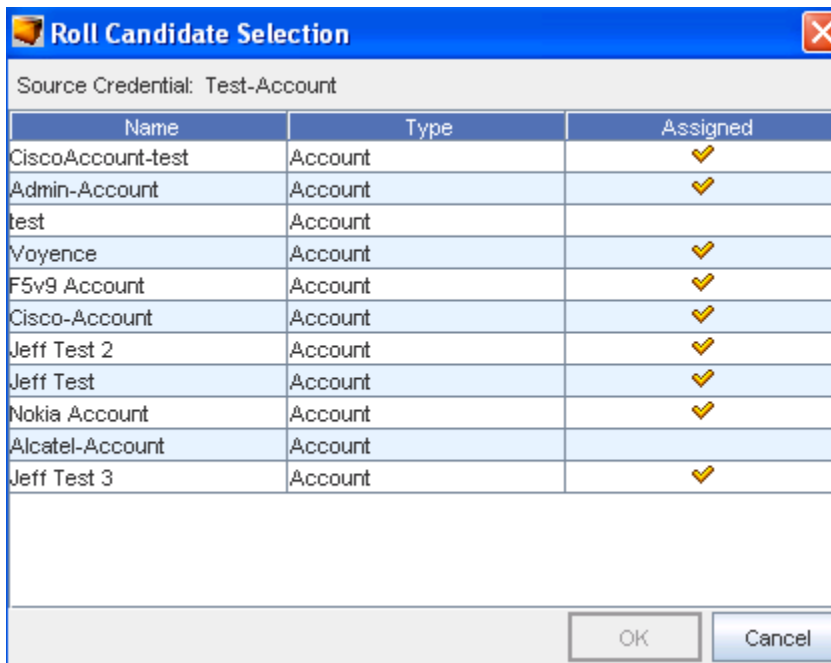 Roll Candidate Selection
Source Credential: Test-Account
Name Type Assigned
CiscoAccount-test Account
Admin-Account Account
test Account
Voyence Account
F5v9 Account Account
Cisco-Account Account
Jeff Test 2 Account
Jeff Test Account
Nokia Account Account
Alcatel-Account Account
Jeff Test 3 Account
OK Cancel